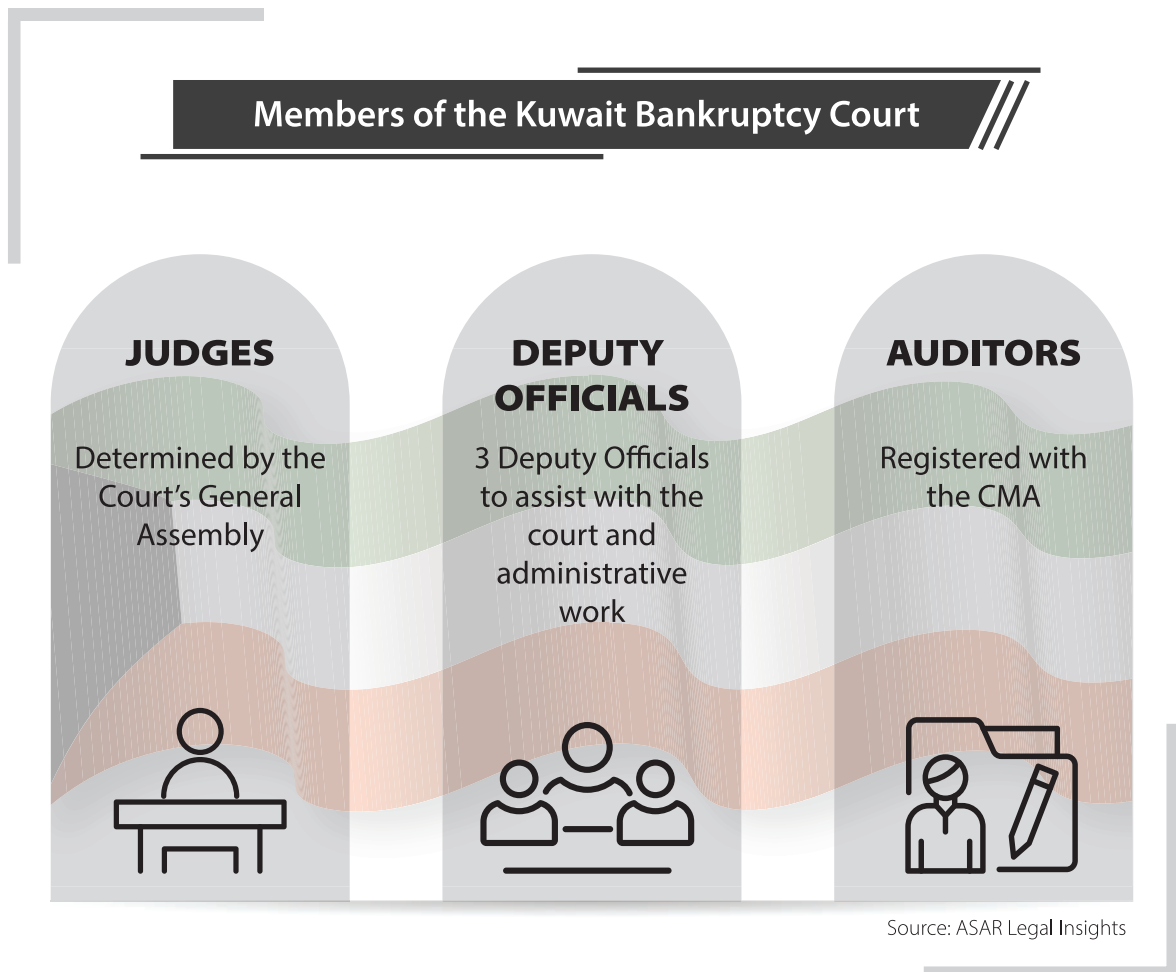 Members of the Kuwait Bankruptcy Court
JUDGES
Determined by the
Court’s General
Assembly
DEPUTY
OFFICIALS
3 Deputy Officials
to assist with the
court and
administrative
work
AUDITORS
Registered with
the CMA
Source: ASAR Legal Insights